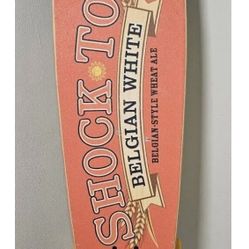 SHOCK TO
BELGIAN WHITE
BELGIAN-STYLE WHEAT ALE